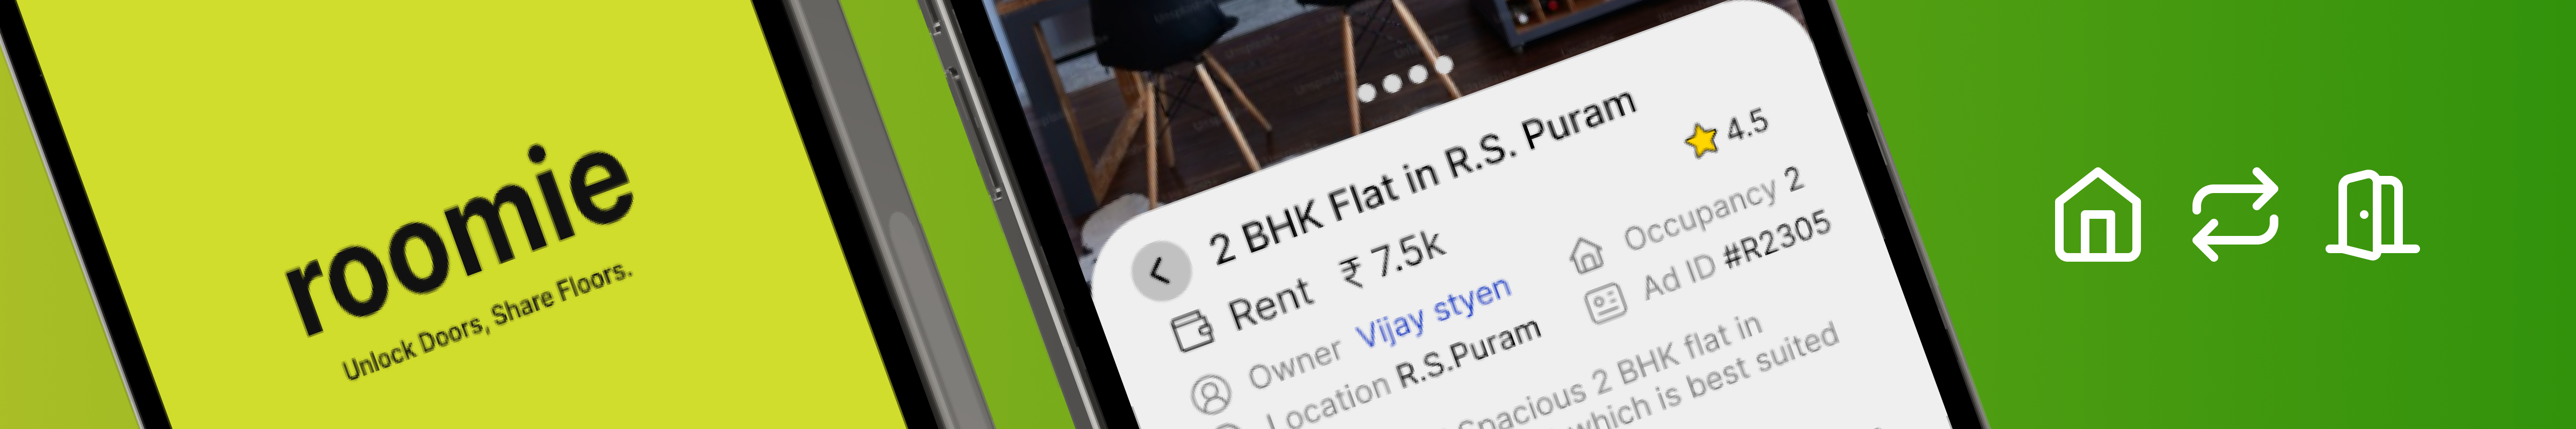 roomie
Unlock Doors, Share Floors.
2 BHK Flat in R.S. Puram
4.5
Rent ₹ 7.5k
Occupancy 2
Owner Vijay styen
Ad ID #R2305
Location R.S.Puram
Spacious 2 BHK flat in
which is best suited